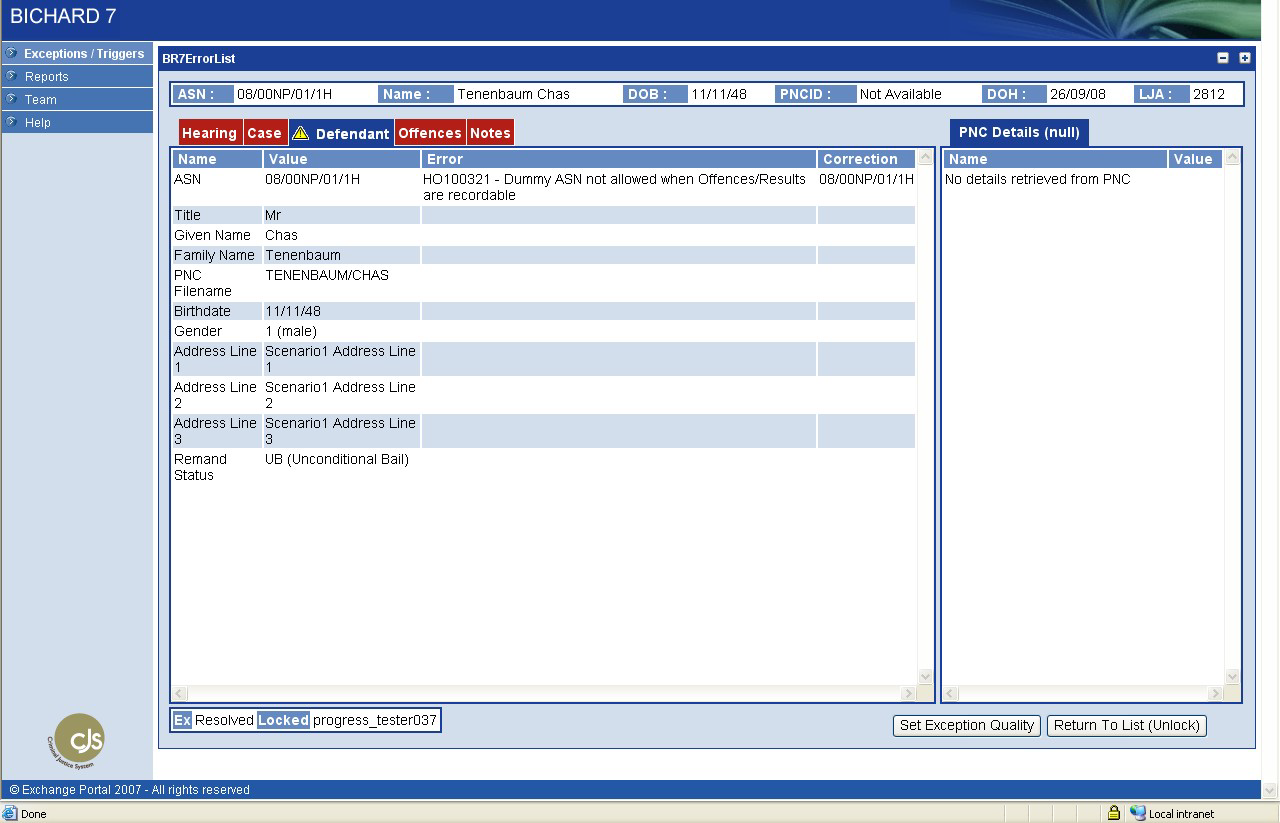 BICHARD 7
Exceptions / Triggers
Reports
Team
Help
BR7ErrorList
ASN : 08/00NP/01/1H Name : Tenenbaum Chas DOB : 11/11/48 PNCID : Not Available DOH : 26/09/08 LJA : 2812
Hearing Case Defendant Offences Notes
PNC Details (null)
Name Value Error Correction
Name Value
ASN 08/00NP/01/1H HO100321 - Dummy ASN not allowed when Offences/Results 08/00NP/01/1H
are recordable
No details retrieved from PNC
Title Mr
Given Name Chas
Family Name Tenenbaum
PNC TENENBAUM/CHAS
Filename
Birthdate 11/11/48
Gender 1 (male)
Address Line Scenario1 Address Line
1 1
Address Line Scenario1 Address Line
2 2
Address Line Scenario1 Address Line
3 3
Remand UB (Unconditional Bail)
Status
Ex Resolved Locked progress_tester037
Set Exception Quality Return To List (Unlock)
CJS
Criminal Justice System
© Exchange Portal 2007 - All rights reserved
Done Local intranet